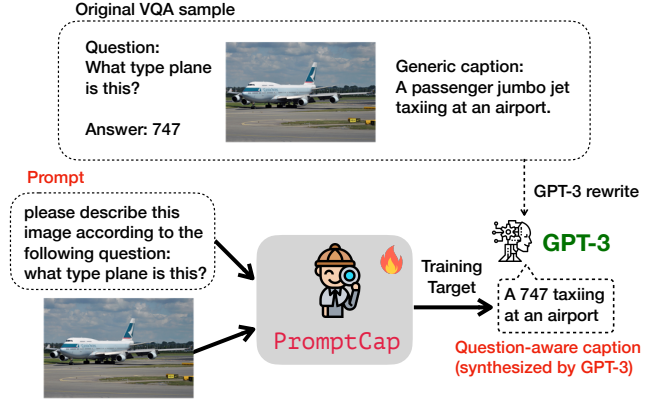 Original VQA sample
Question:
What type plane
is this?
Answer: 747
Generic caption:
A passenger jumbo jet
taxiing at an airport.
GPT-3 rewrite
Prompt
please describe this
image according to the
following question:
what type plane is this?
PromptCap
Training
Target
GPT-3
A 747 taxiing
at an airport
Question-aware caption
(synthesized by GPT-3)